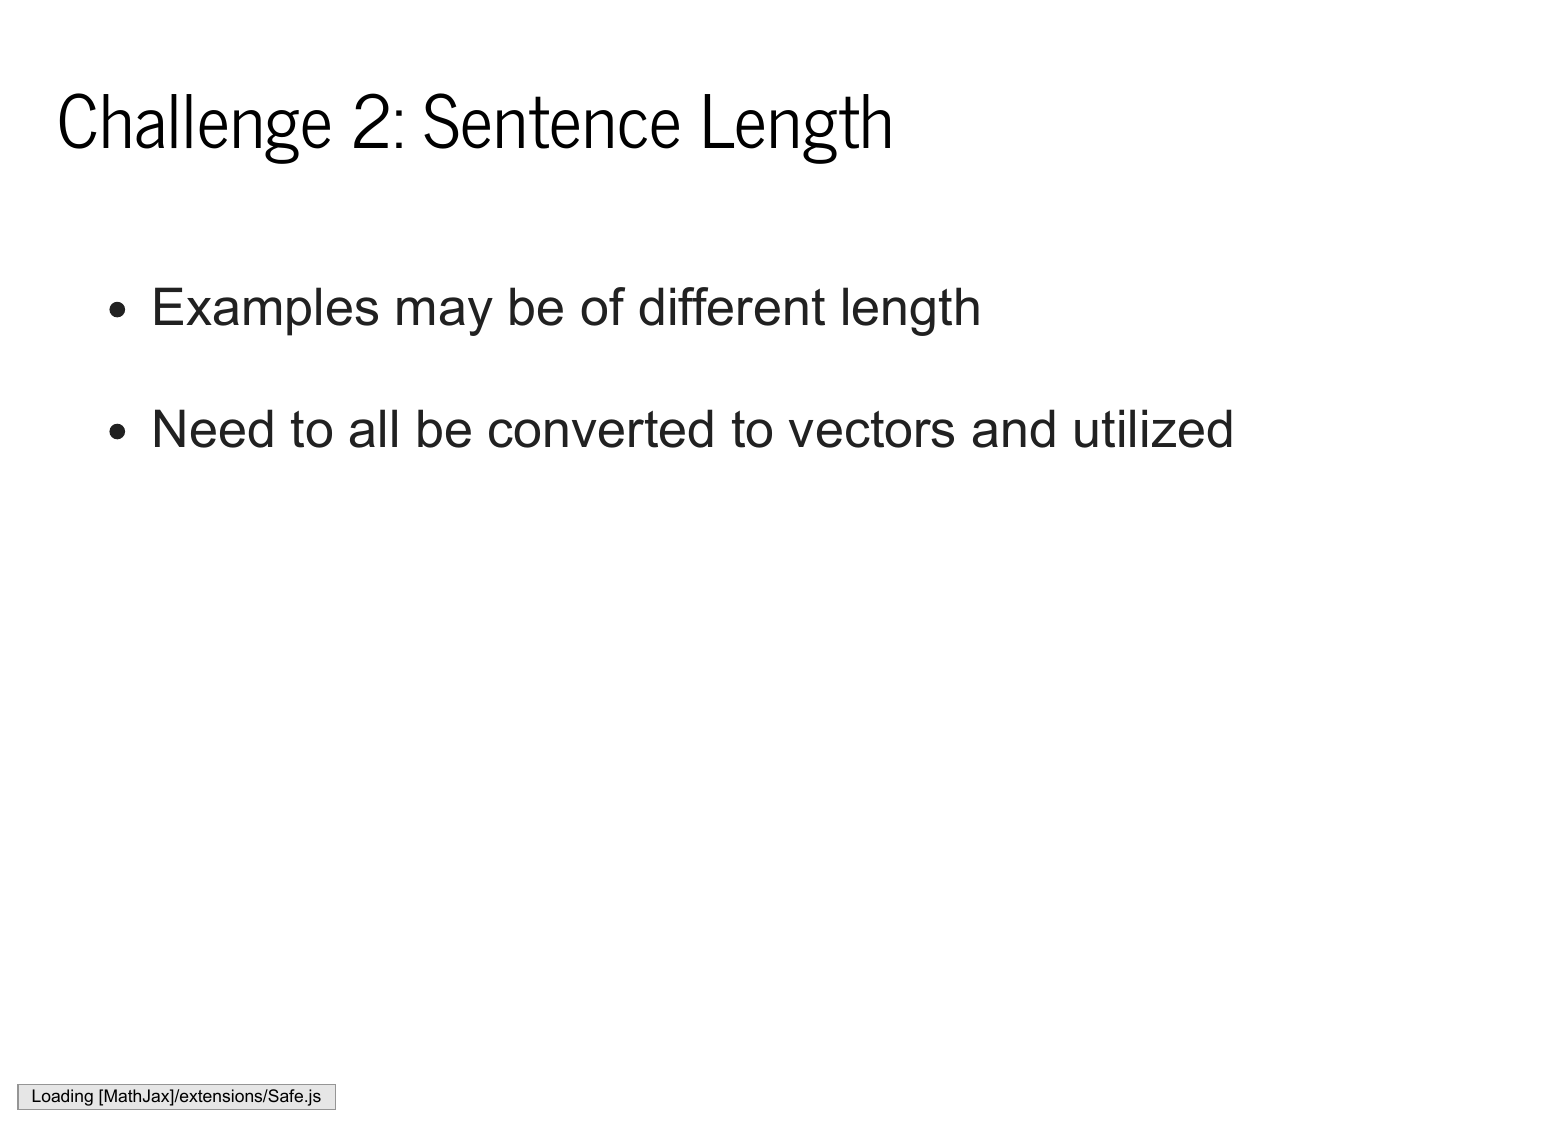 Challenge 2: Sentence Length
• Examples may be of different length
• Need to all be converted to vectors and utilized
Loading [MathJax]/extensions/Safe.js